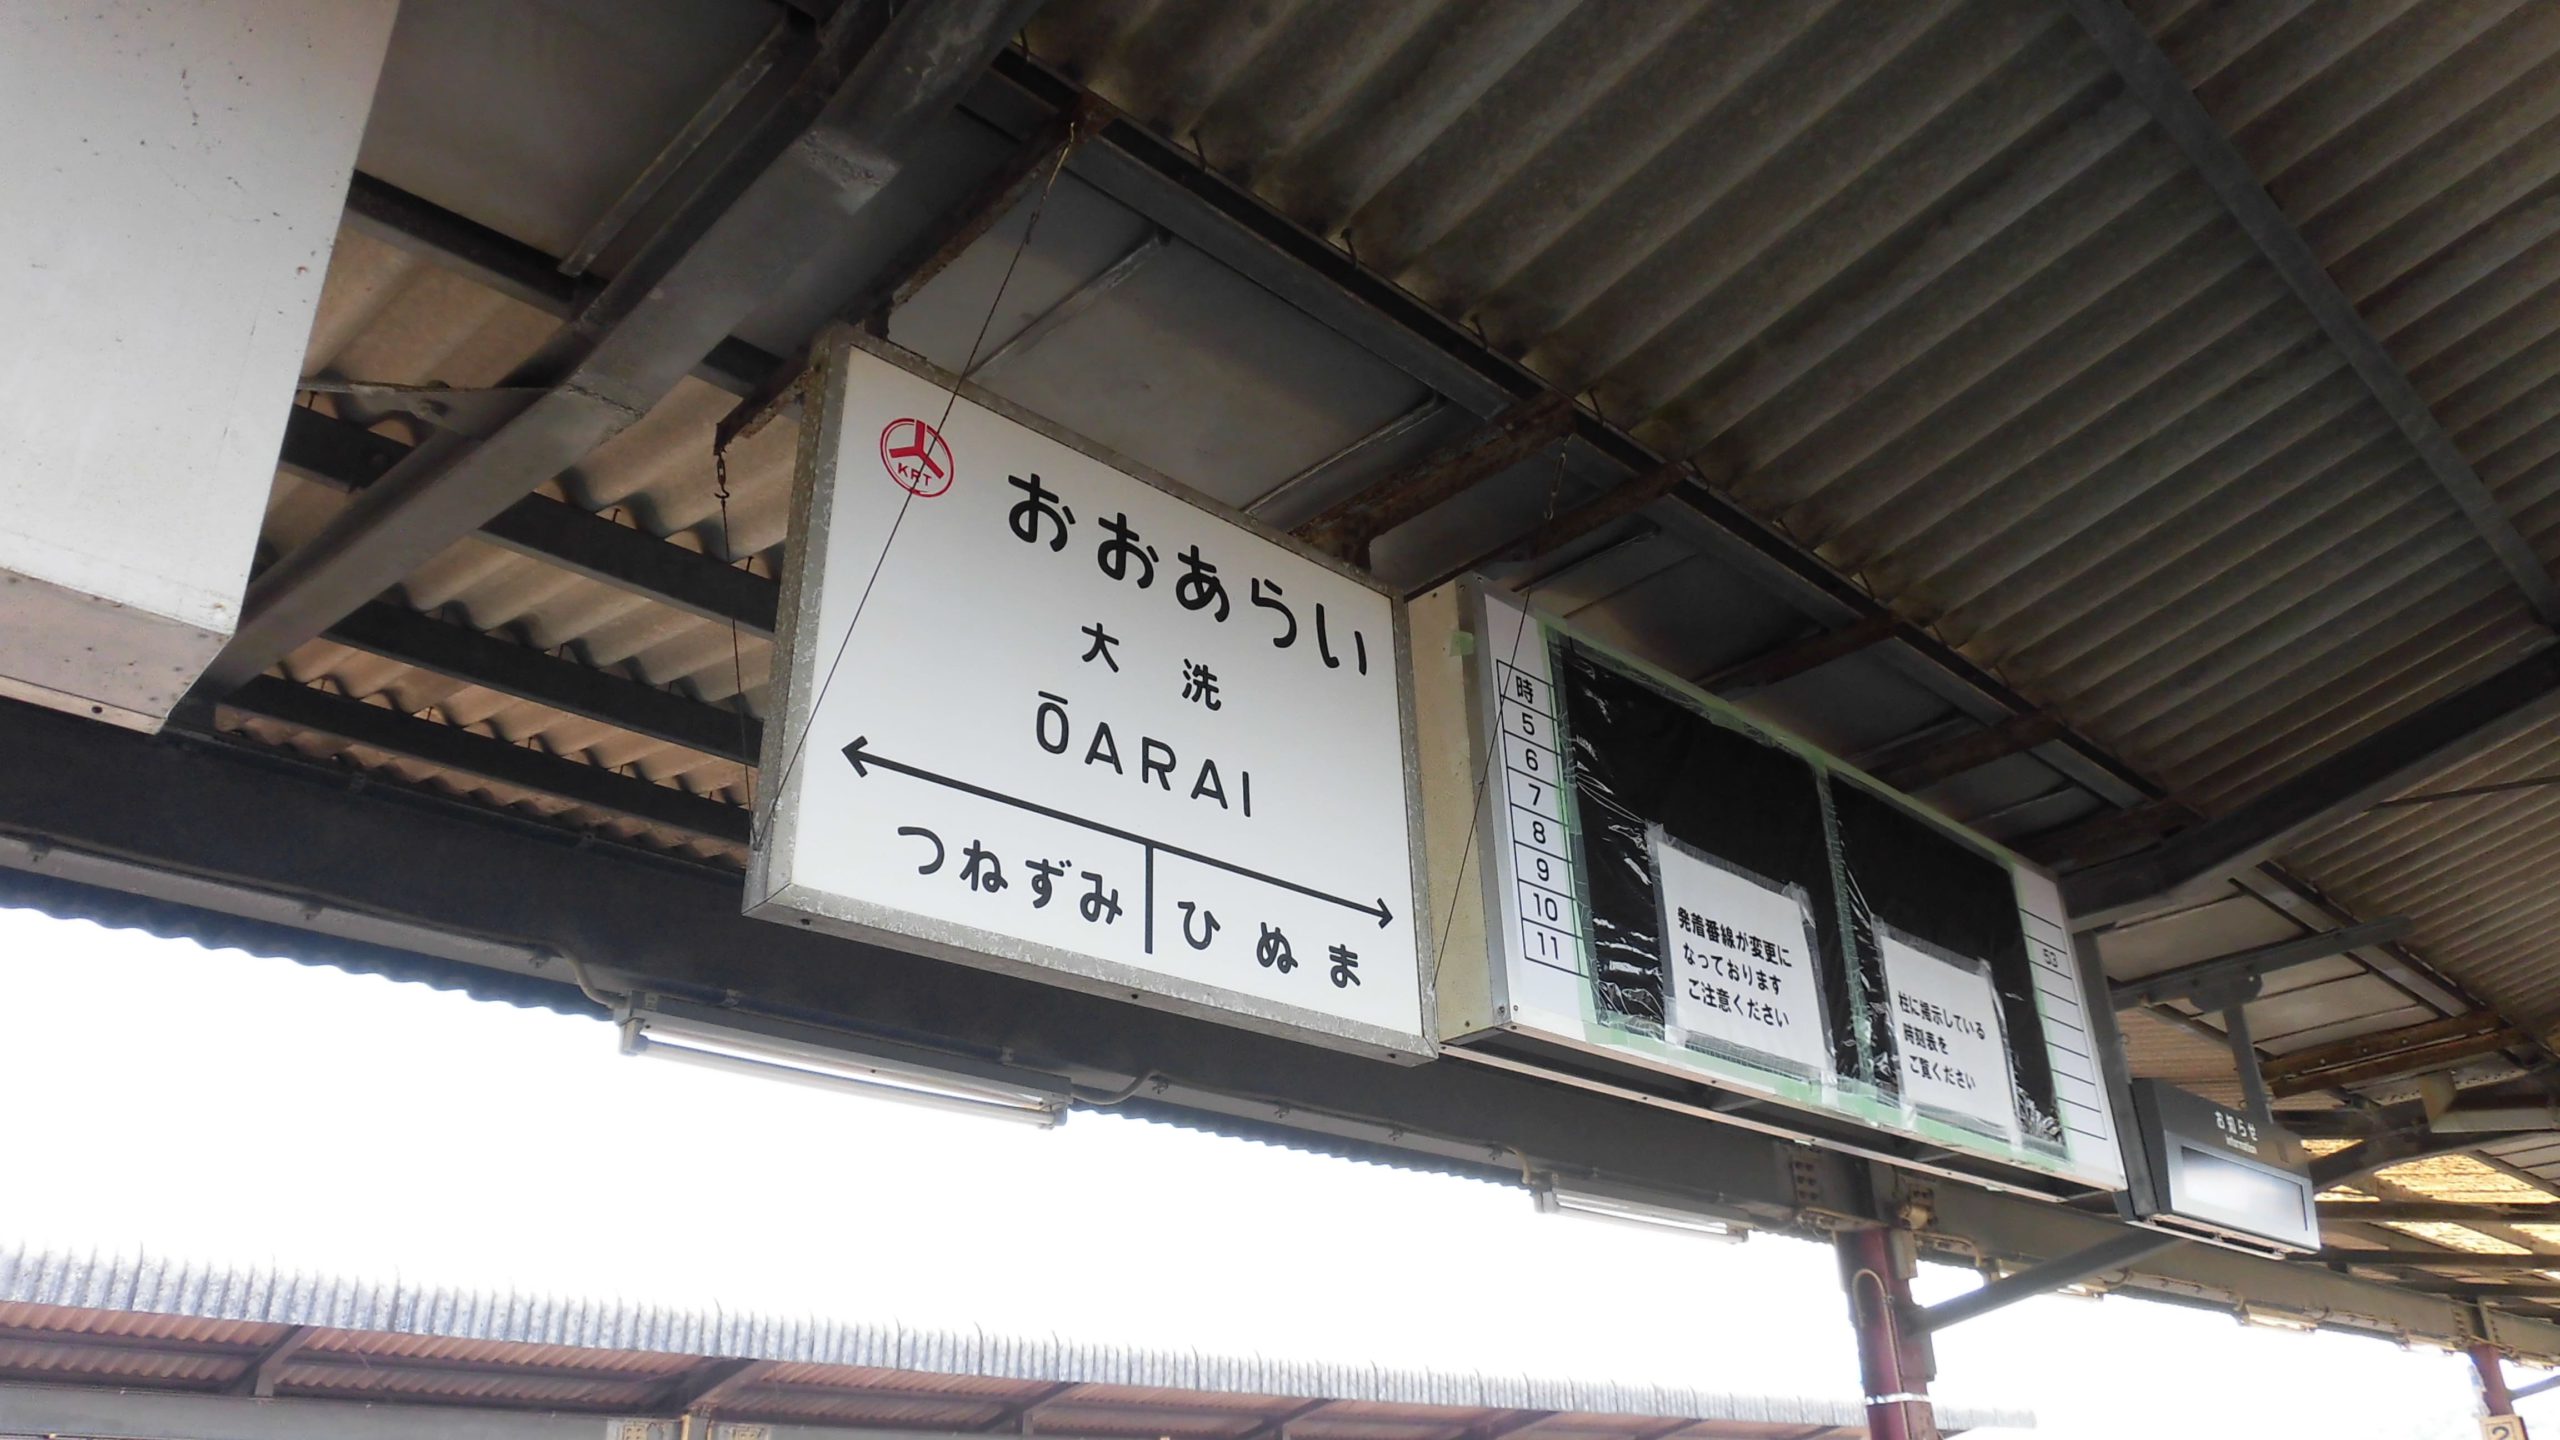 KRT
おおあらい
大洗
ŌARAI
つねずみ
ひぬま
時
5
6
7
8
9
10
11
発着番線が変更に
なっております
ご注意ください
柱に掲示している
時刻表を
ご覧ください
53
お知らせ
Information
2